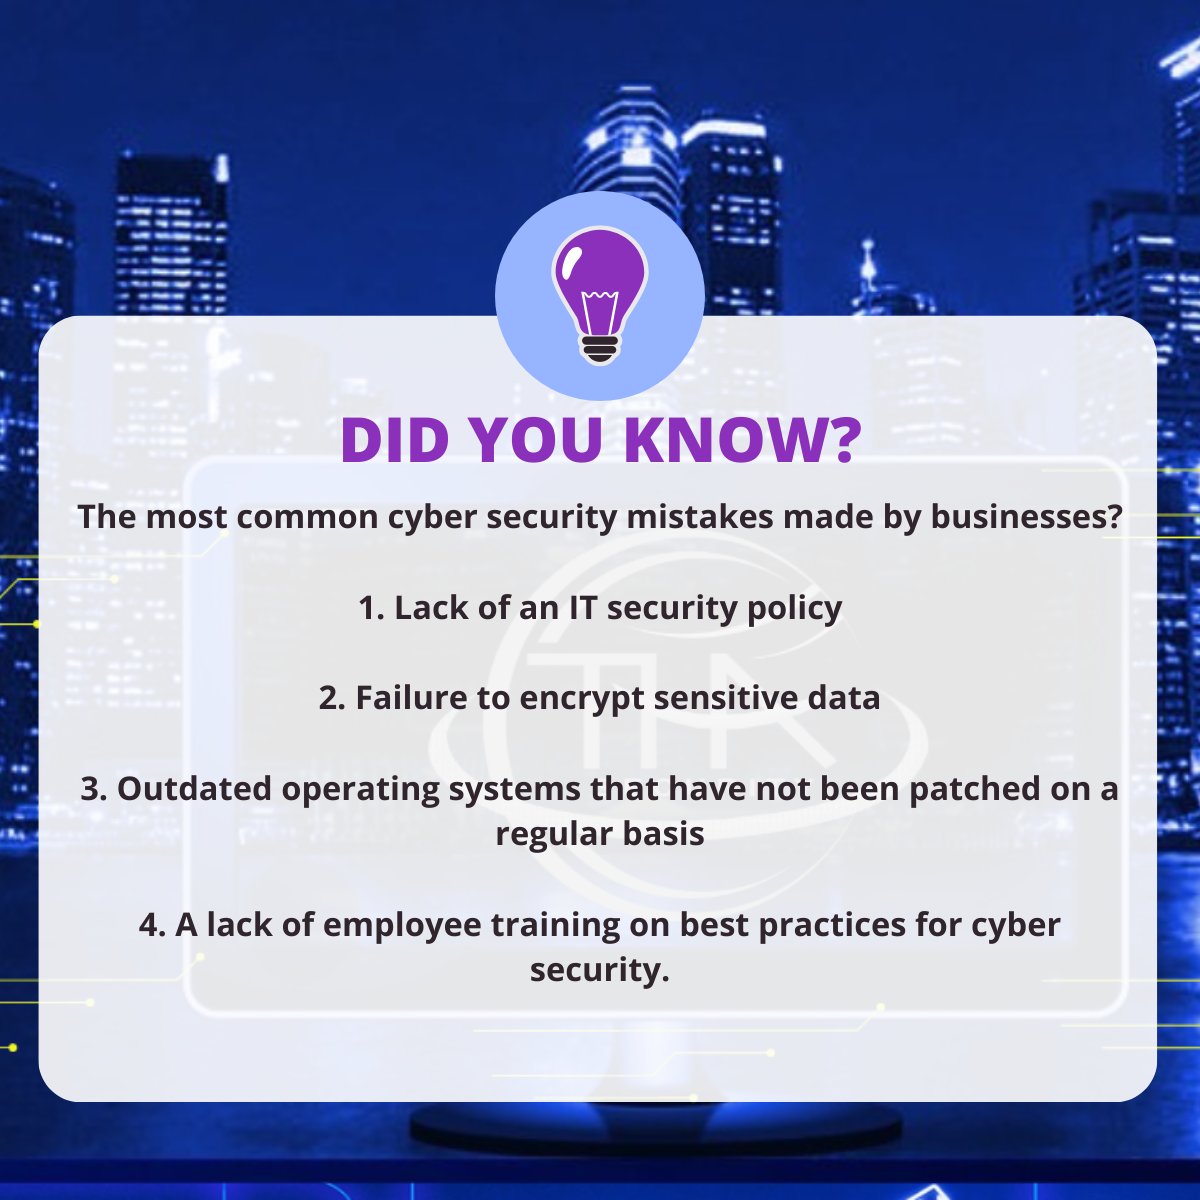 DID YOU KNOW?
The most common cyber security mistakes made by businesses?
1. Lack of an IT security policy
2. Failure to encrypt sensitive data
3. Outdated operating systems that have not been patched on a
regular basis
4. A lack of employee training on best practices for cyber
security.